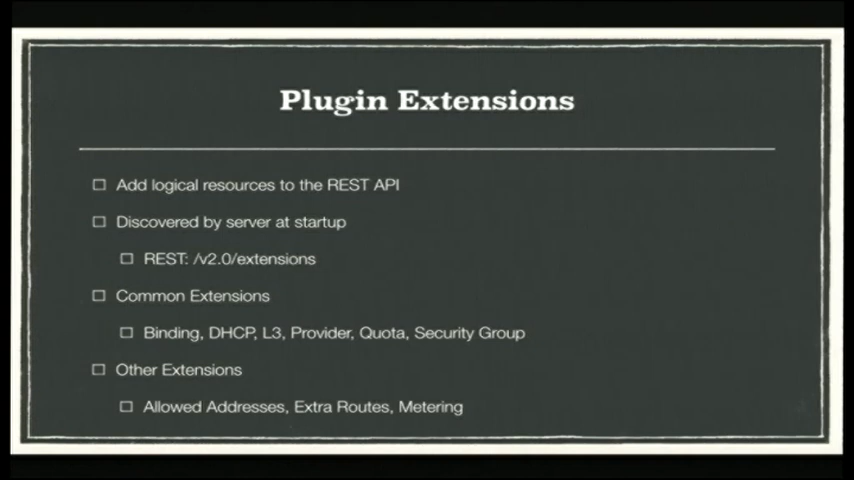 Plugin Extensions
Add logical resources to the REST API
Discovered by server at startup
REST: /v2.0/extensions
Common Extensions
Binding, DHCP, L3, Provider, Quota, Security Group
Other Extensions
Allowed Addresses, Extra Routes, Metering